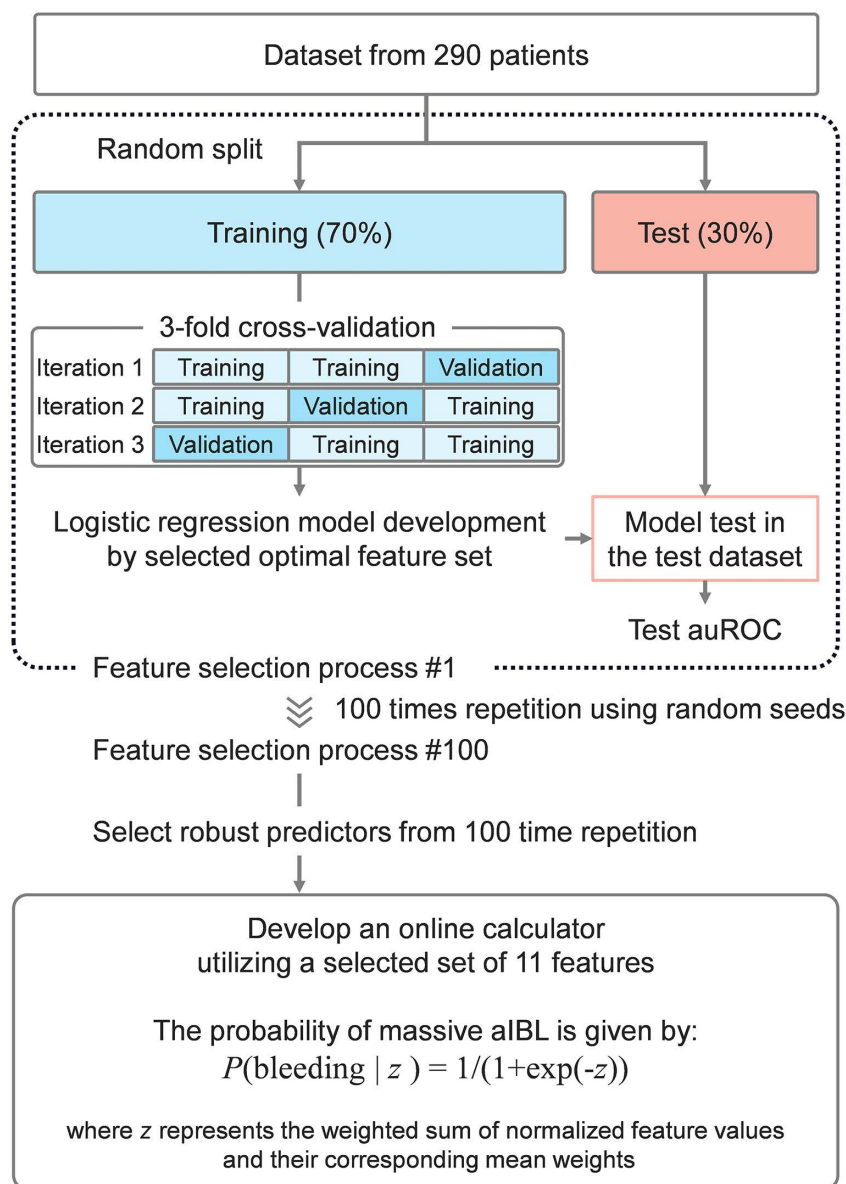 Dataset from 290 patients
Random split
Training (70%)
Test (30%)
3-fold cross-validation
Iteration 1 Training Training Validation
Iteration 2 Training Validation Training
Iteration 3 Validation Training Training
Logistic regression model development
by selected optimal feature set
Model test in
the test dataset
Test auROC
Feature selection process #1
100 times repetition using random seeds
Feature selection process #100
Select robust predictors from 100 time repetition
Develop an online calculator
utilizing a selected set of 11 features
The probability of massive aIBL is given by:
P(bleeding | z ) = 1/(1+exp(-z))
where z represents the weighted sum of normalized feature values
and their corresponding mean weights